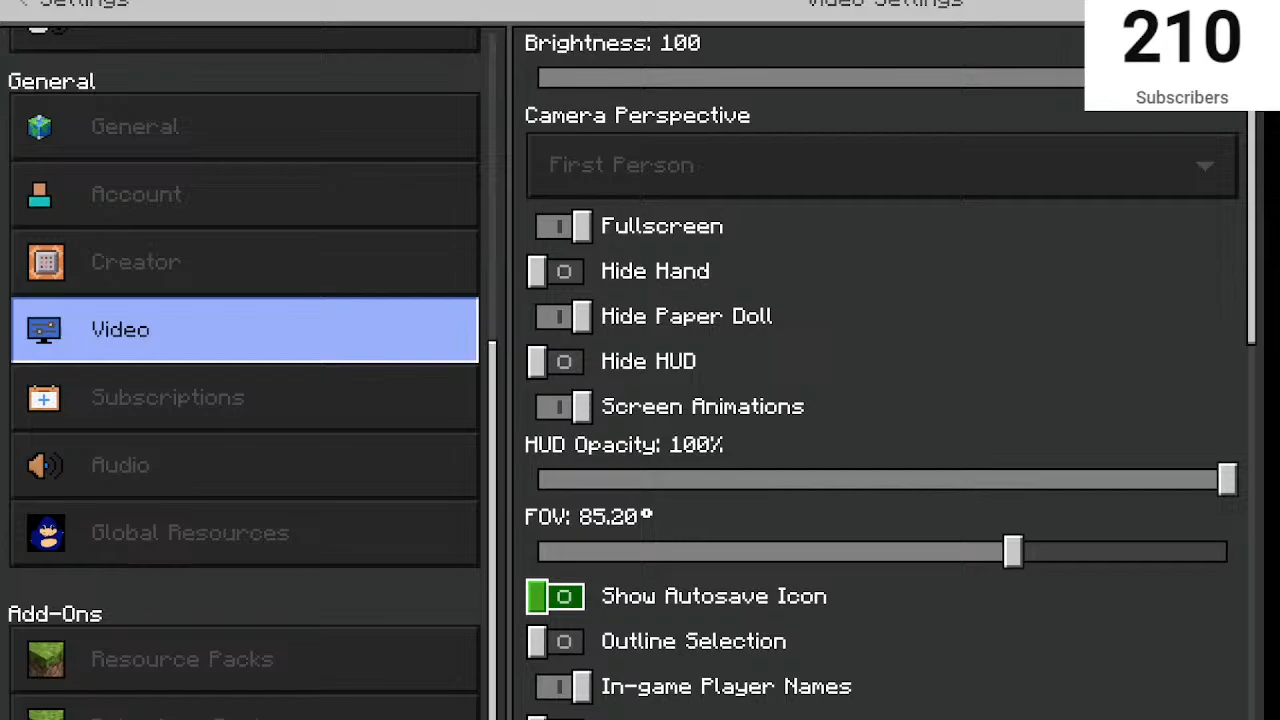 Settings
Video Settings
210
Subscribers
General
General
Account
Creator
Video
Subscriptions
Audio
Global Resources
Add-Ons
Resource Packs
Brightness: 100
Camera Perspective
First Person
Fullscreen
Hide Hand
Hide Paper Doll
Hide HUD
Screen Animations
HUD Opacity: 100%
FOV: 85.20°
Show Autosave Icon
Outline Selection
In-game Player Names